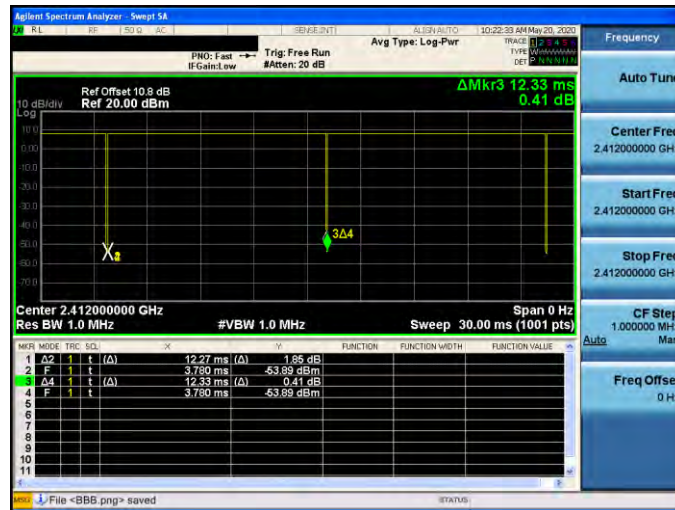 Agilent Spectrum Analyzer - Swept SA
RL RF 50 Ω AC SENSE:INT ALIGN AUTO 10:22:33 AM May 20, 2020
Avg Type: Log-Pwr TRACE 1 2 3 4 5 6
PNO: Fast Trig: Free Run TYPE
IFGain:Low #Atten: 20 dB DET P N N N N N
ΔMkr3 12.33 ms
0.41 dB
Ref Offset 10.8 dB
10 dB/div Ref 20.00 dBm
Log
10.0
0.00
-10.0
-20.0
-30.0
-40.0
-50.0
-60.0
-70.0
3Δ4
Center 2.412000000 GHz Span 0 Hz
Res BW 1.0 MHz #VBW 1.0 MHz Sweep 30.00 ms (1001 pts)
MKR MODE TRC SCL X Y FUNCTION FUNCTION WIDTH FUNCTION VALUE
1 Δ2 1 t (Δ) 12.27 ms (Δ) 1.85 dB
2 F 1 t 3.780 ms -53.89 dBm
3 Δ4 1 t (Δ) 12.33 ms (Δ) 0.41 dB
4 F 1 t 3.780 ms -53.89 dBm
5
6
7
8
9
10
11
MSG File <BBB.png> saved STATUS
Frequency
Auto Tune
Center Freq
2.412000000 GH
Start Freq
2.412000000 GH
Stop Freq
2.412000000 GH
CF Step
1.000000 MH
Auto Ma
Freq Offse
0 H